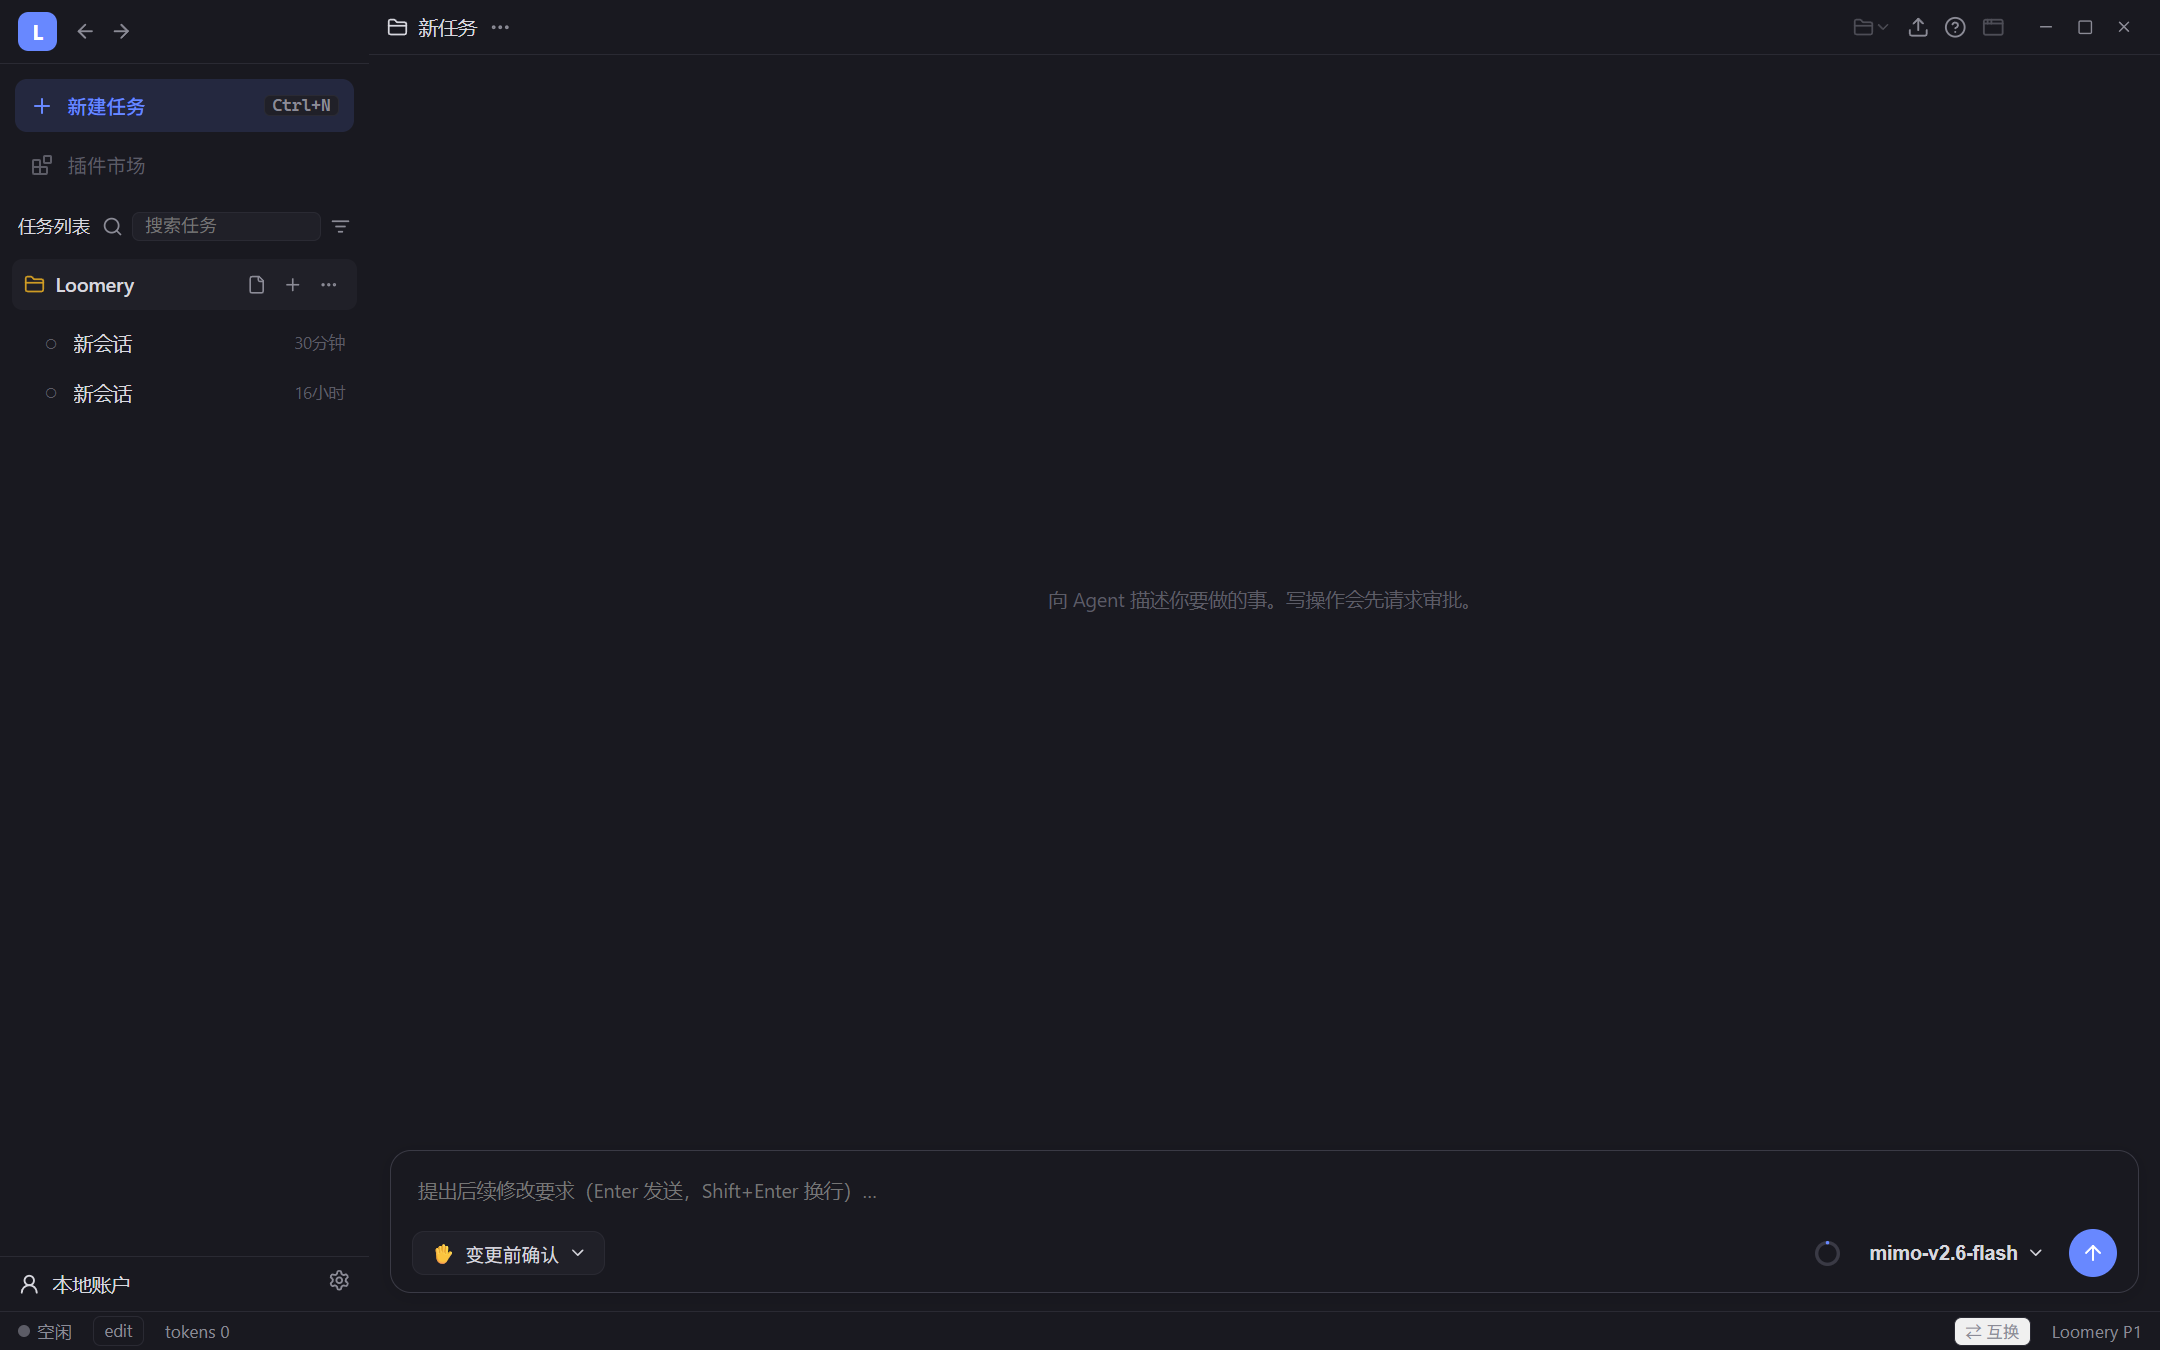 L
新任务
新建任务 Ctrl+N
插件市场
任务列表 搜索任务
Loomery
新会话 30分钟
新会话 16小时
向 Agent 描述你要做的事。写操作会先请求审批。
提出后续修改要求（Enter 发送，Shift+Enter 换行）...
变更前确认 mimo-v2.6-flash
本地账户
空闲 edit tokens 0 互换 Loomery P1